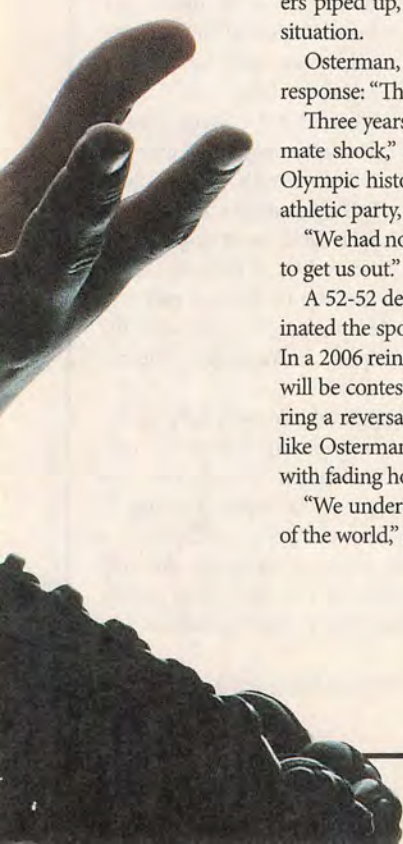 ers piped up,
situation.
Osterman,
response: “Th
Three years
mate shock,”
Olympic histo
athletic party,
“We had no
to get us out.”
A 52-52 de
inated the spo
In a 2006 rein
will be contes
ring a reversa
like Osterman
with fading ho
“We under
of the world,”